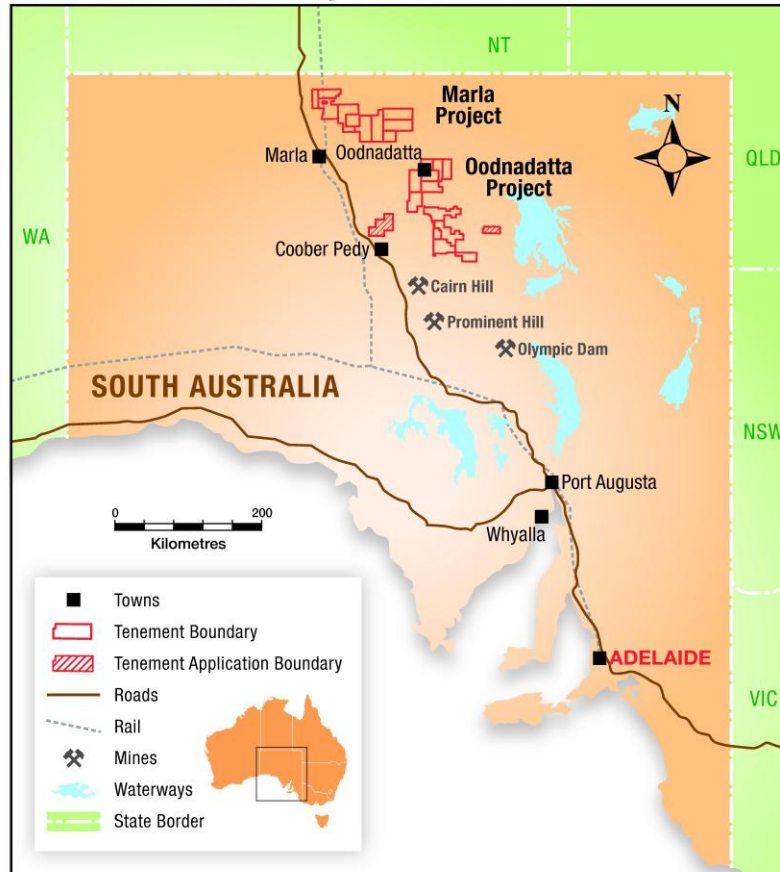 NT
Marla
Project
N
Marla
Oodnadatta
Oodnadatta
Project
QLD
WA
Coober Pedy
Cairn Hill
Prominent Hill
Olympic Dam
SOUTH AUSTRALIA
NSW
Port Augusta
0 200
Kilometres
Whyalla
Towns
Tenement Boundary
Tenement Application Boundary
Roads
Rail
Mines
Waterways
State Border
ADELAIDE
VIC